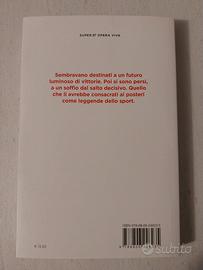 SUPER ET OPERA VIVA
Sembravano destinati a un futuro
luminoso di vittorie. Poi si sono persi,
a un soffio dal salto decisivo. Quello
che li avrebbe consacrati ai posteri
come leggende dello sport.
subito